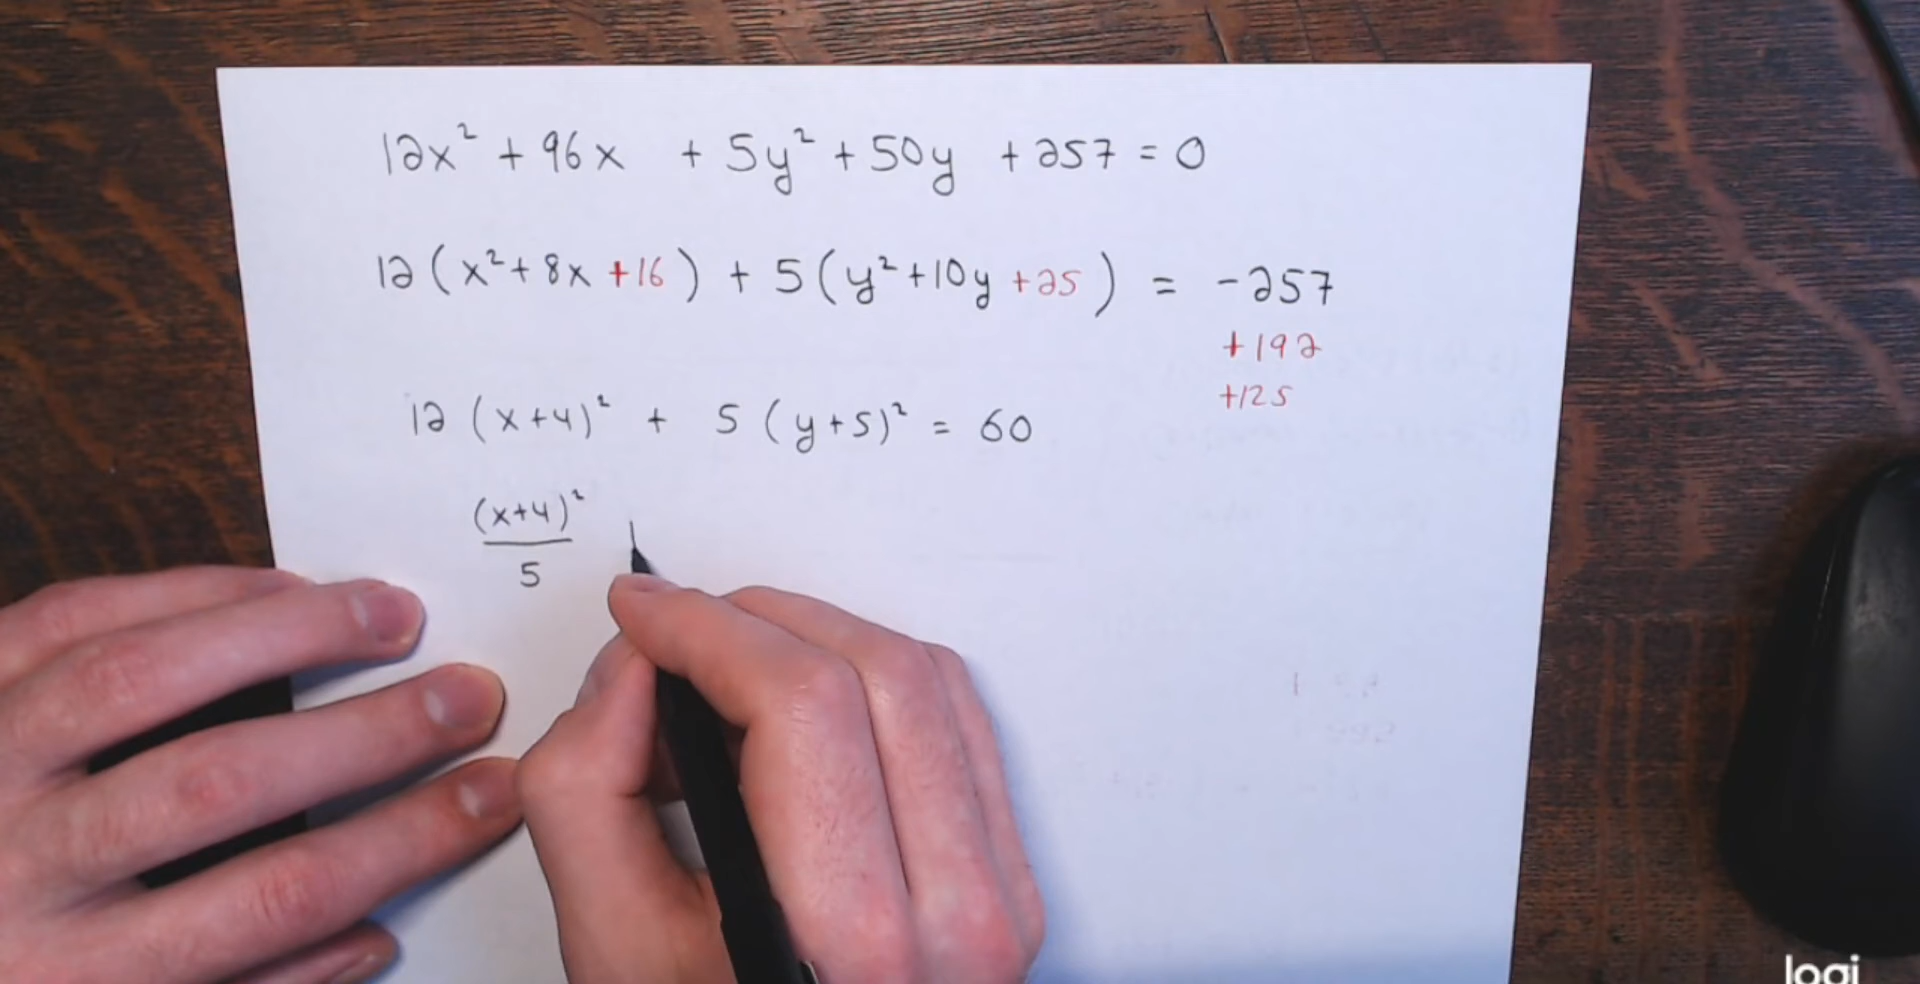 12x² + 96x + 5y² + 50y + 257 = 0
12(x² + 8x + 16) + 5(y² + 10y + 25) = -257
+192
+125
12(x+4)² + 5(y+5)² = 60
(x+4)²
5
logi